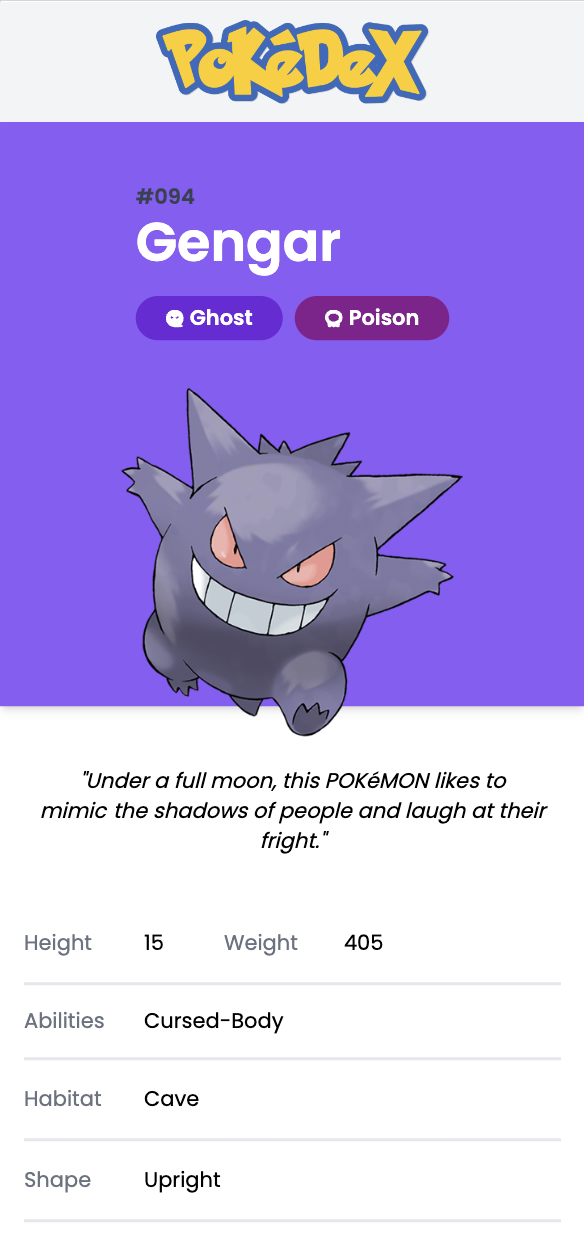 PoKéDeX
#094
Gengar
Ghost Poison
"Under a full moon, this POKéMON likes to
mimic the shadows of people and laugh at their
fright."
Height 15 Weight 405
Abilities Cursed-Body
Habitat Cave
Shape Upright